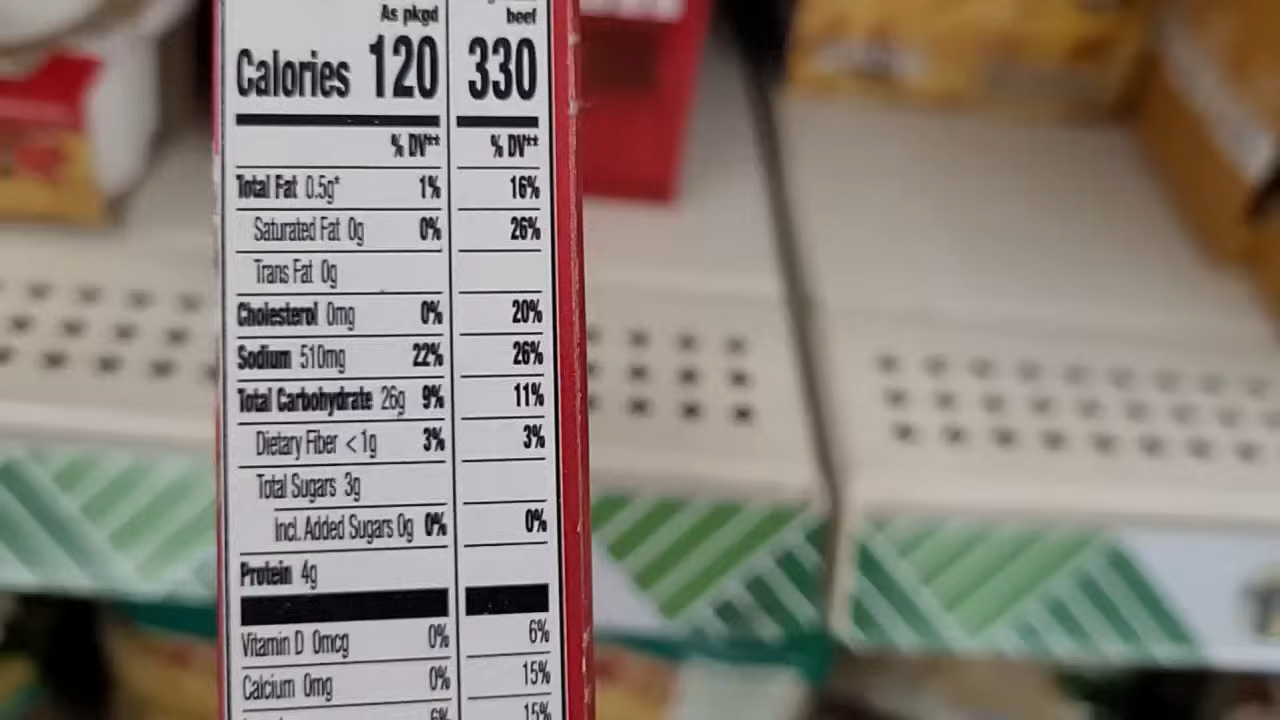 As pkgd beef
Calories 120 330
% DV** % DV**
Total Fat 0.5g* 1% 16%
Saturated Fat 0g 0% 26%
Trans Fat 0g
Cholesterol 0mg 0% 20%
Sodium 510mg 22% 26%
Total Carbohydrate 26g 9% 11%
Dietary Fiber <1g 3% 3%
Total Sugars 3g
Incl. Added Sugars 0g 0% 0%
Protein 4g
Vitamin D 0mcg 0% 6%
Calcium 0mg 0% 15%
6% 15%